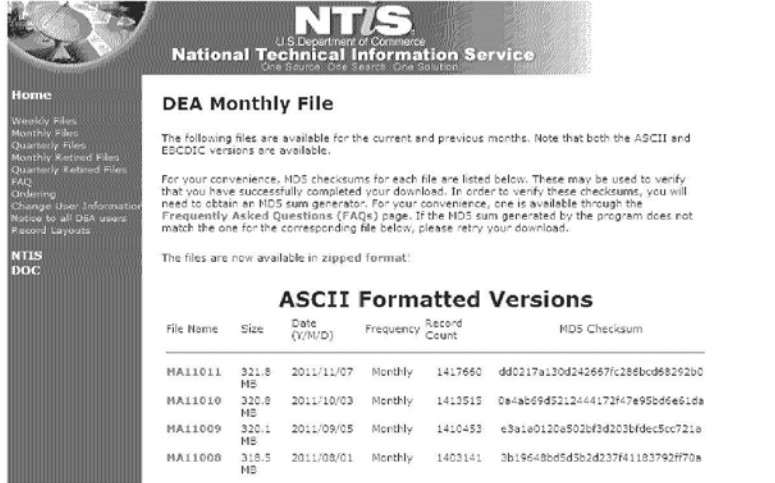 NTIS
U.S. Department of Commerce
National Technical Information Service
One Source. One Search. One Solution.
Home
Weekly Files
Monthly Files
Quarterly Files
Monthly Retired Files
Quarterly Retired Files
FAQ
Ordering
Change User Information
Notice to all DEA users
Record Layouts
NTIS
DOC
DEA Monthly File
The following files are available for the current and previous months. Note that both the ASCII and
EBCDIC versions are available.
For your convenience, MD5 checksums for each file are listed below. These may be used to verify
that you have successfully completed your download. In order to verify these checksums, you will
need to obtain an MD5 sum generator. For your convenience, one is available through the
Frequently Asked Questions (FAQs) page. If the MD5 sum generated by the program does not
match the one for the corresponding file below, please retry your download.
The files are now available in zipped format!
ASCII Formatted Versions
File Name Size Date (Y/M/D) Frequency Record Count MD5 Checksum
MA11011 321.8 MB 2011/11/07 Monthly 1417660 dd0217a130d242667fc286bcd68292b0
MA11010 320.8 MB 2011/10/03 Monthly 1413515 0a4ab69d5212444172f47e95bd6e61da
MA11009 320.1 MB 2011/09/05 Monthly 1410453 e3a1a0120a502bf3d203bfdec5cc721a
MA11008 318.5 MB 2011/08/01 Monthly 1403141 3b19648bd5d5b2d237f41183792ff70a